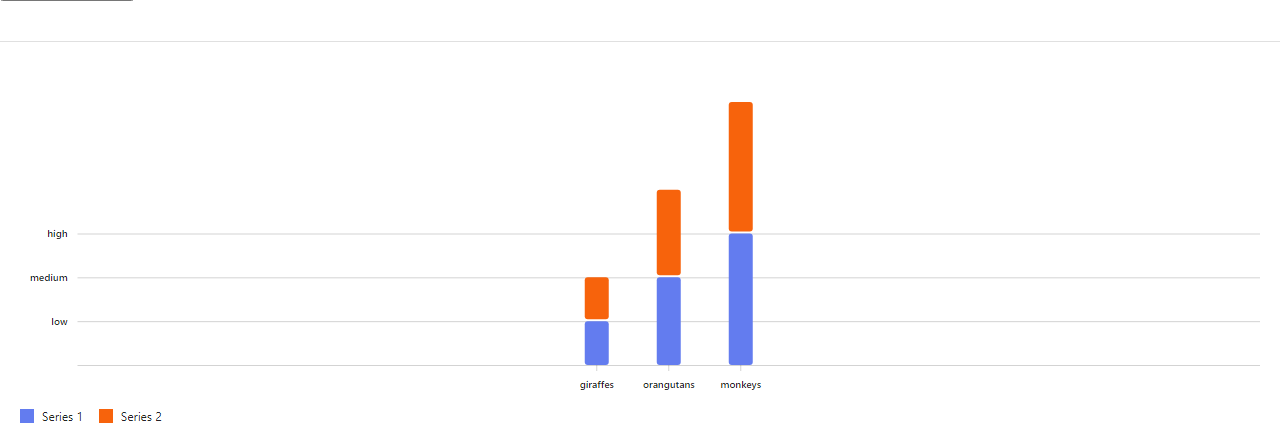 high
medium
low
giraffes orangutans monkeys
Series 1 Series 2